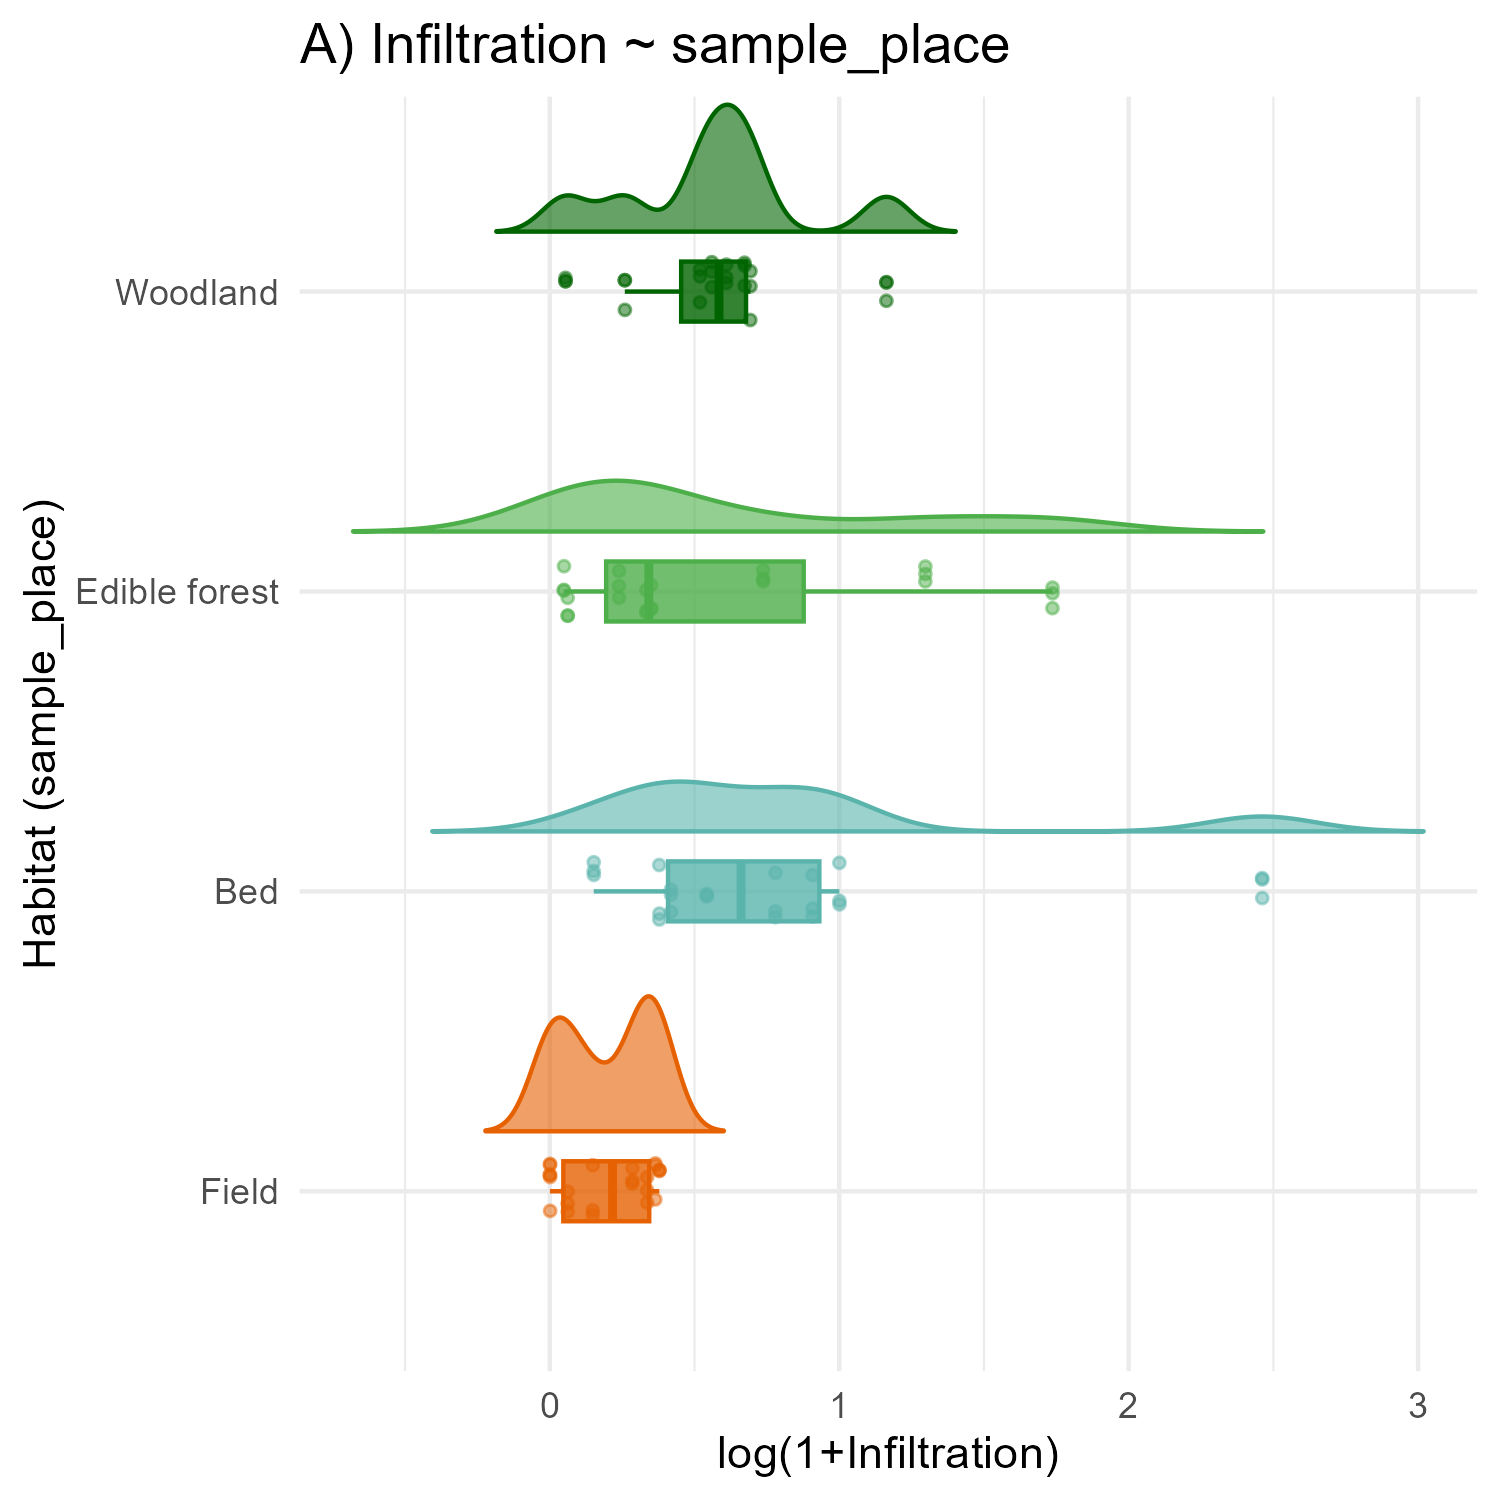 A) Infiltration ~ sample_place
Woodland
Edible forest
Bed
Field
Habitat (sample_place)
0 1 2 3
log(1+Infiltration)